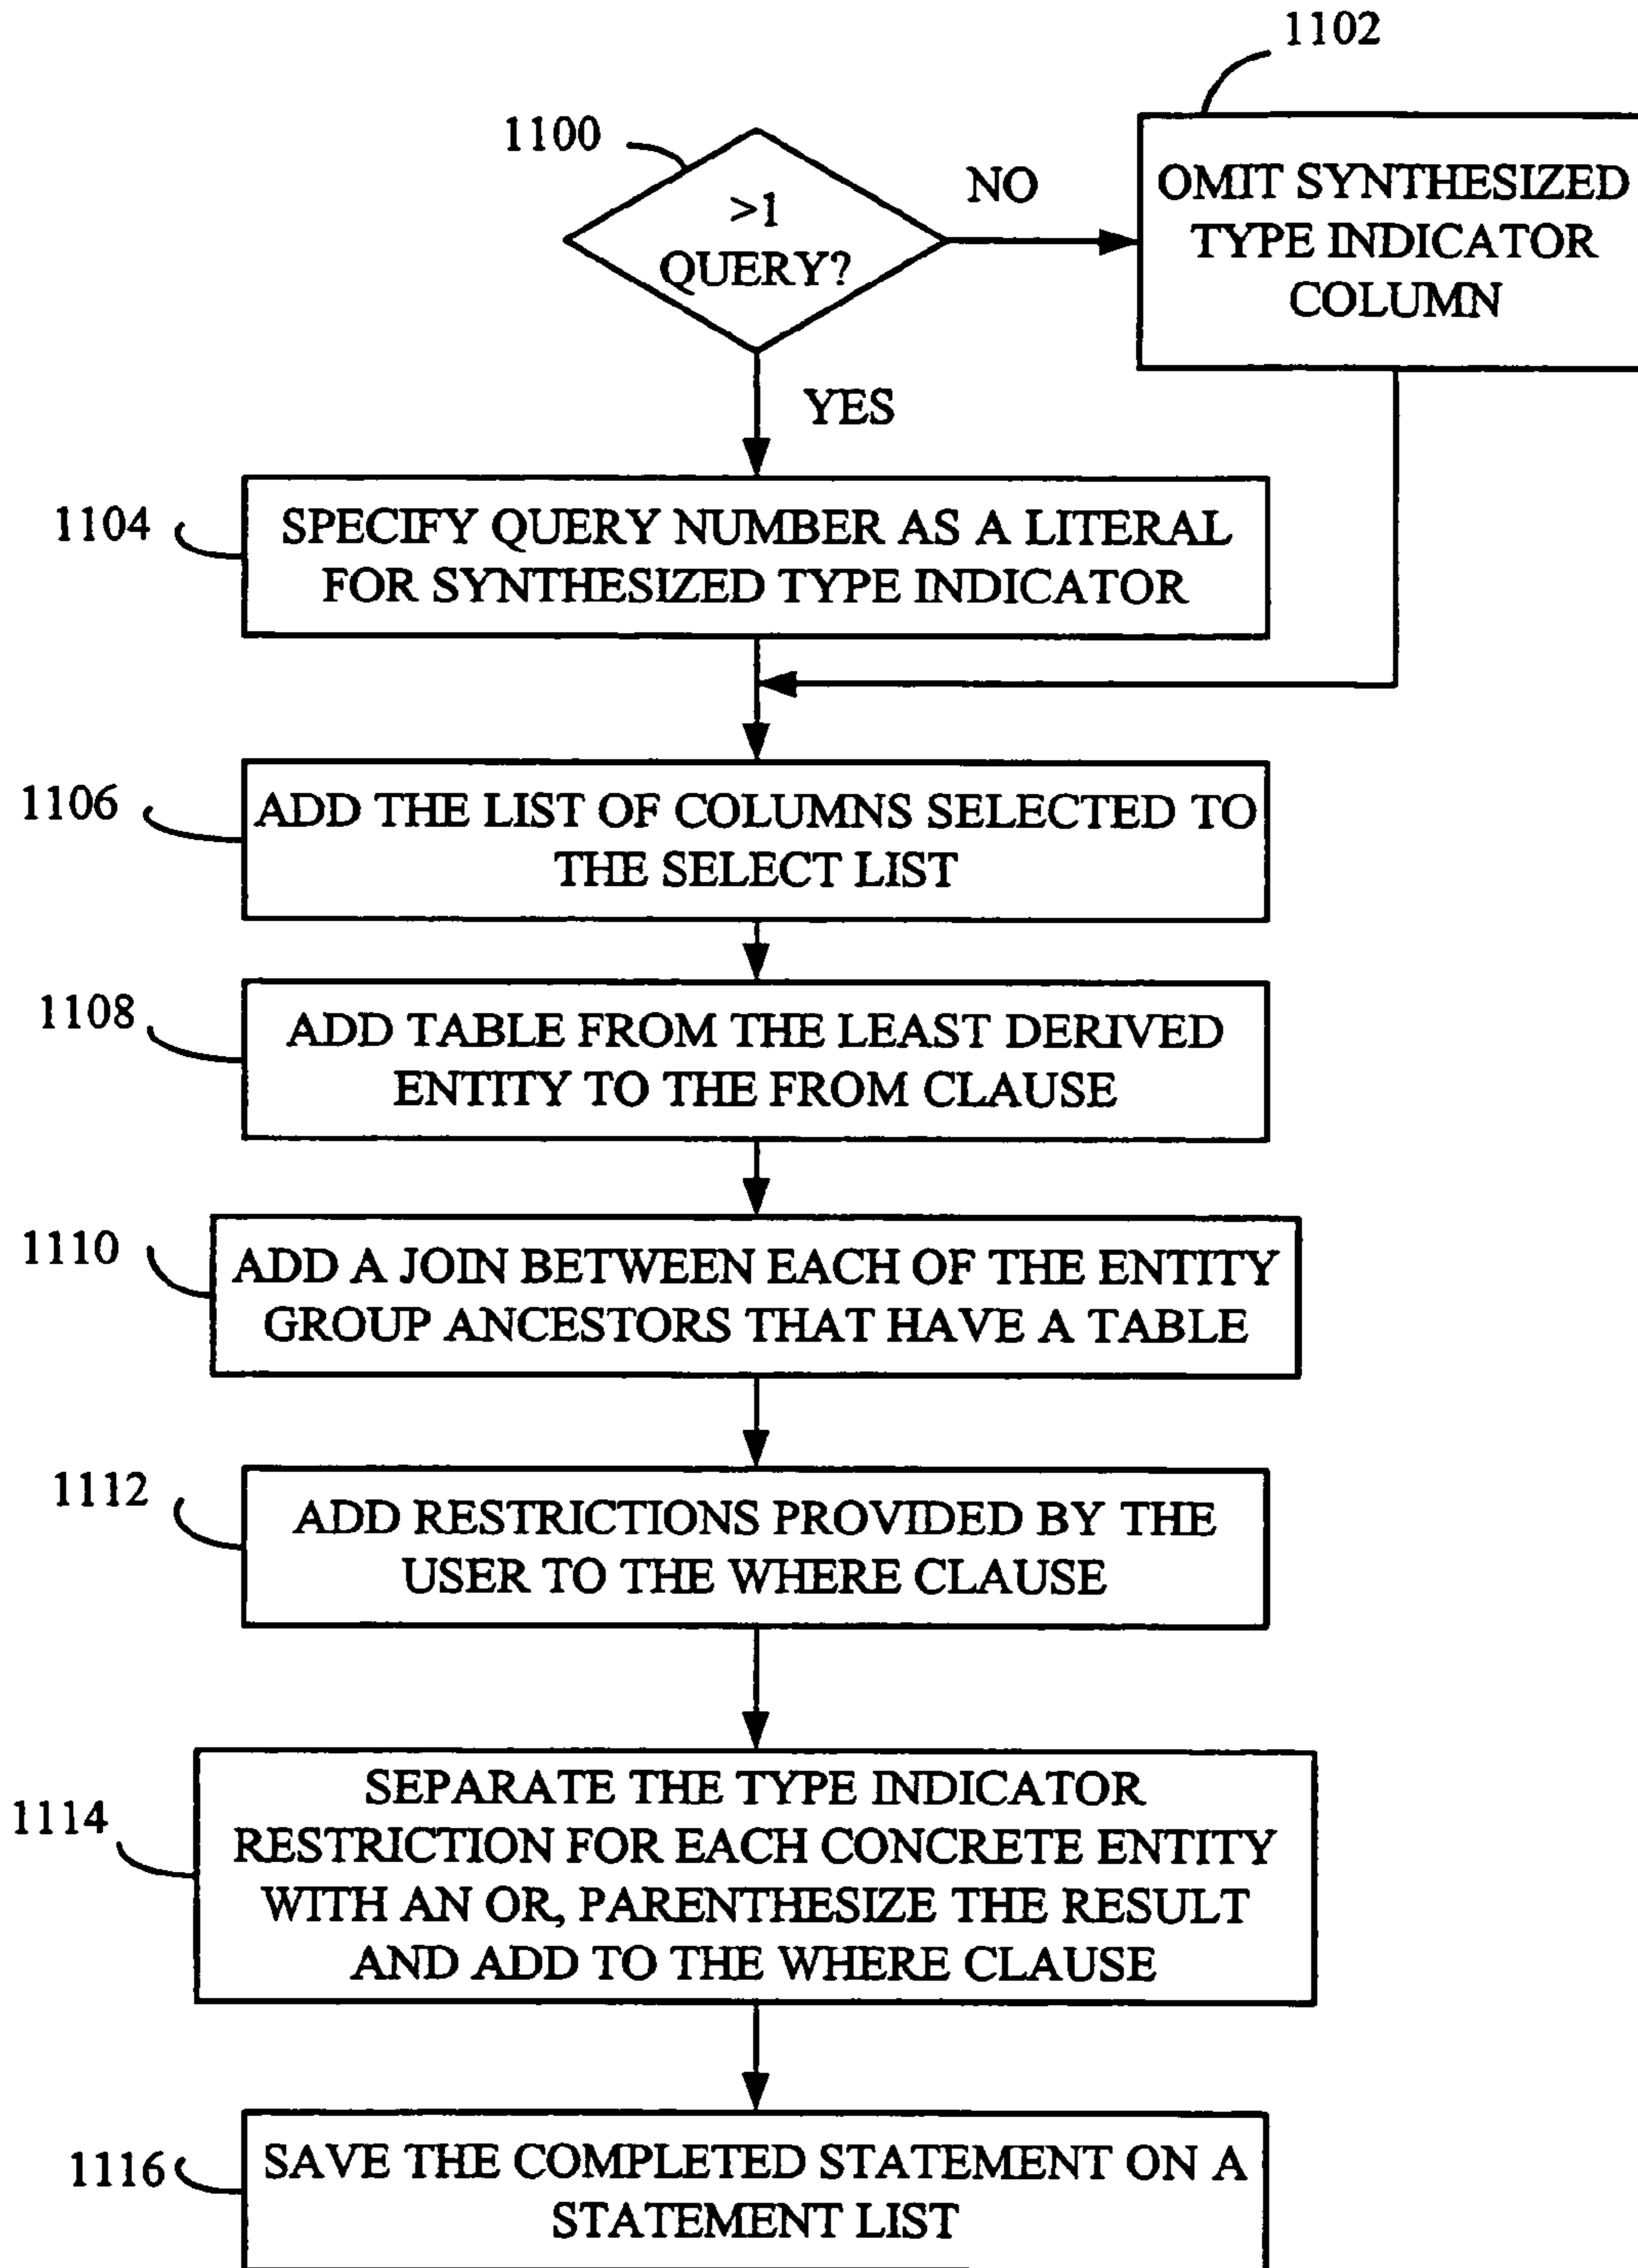 1102
1100
>1
QUERY?
NO
OMIT SYNTHESIZED
TYPE INDICATOR
COLUMN
YES
1104
SPECIFY QUERY NUMBER AS A LITERAL
FOR SYNTHESIZED TYPE INDICATOR
1106
ADD THE LIST OF COLUMNS SELECTED TO
THE SELECT LIST
1108
ADD TABLE FROM THE LEAST DERIVED
ENTITY TO THE FROM CLAUSE
1110
ADD A JOIN BETWEEN EACH OF THE ENTITY
GROUP ANCESTORS THAT HAVE A TABLE
1112
ADD RESTRICTIONS PROVIDED BY THE
USER TO THE WHERE CLAUSE
1114
SEPARATE THE TYPE INDICATOR
RESTRICTION FOR EACH CONCRETE ENTITY
WITH AN OR, PARENTHESIZE THE RESULT
AND ADD TO THE WHERE CLAUSE
1116
SAVE THE COMPLETED STATEMENT ON A
STATEMENT LIST